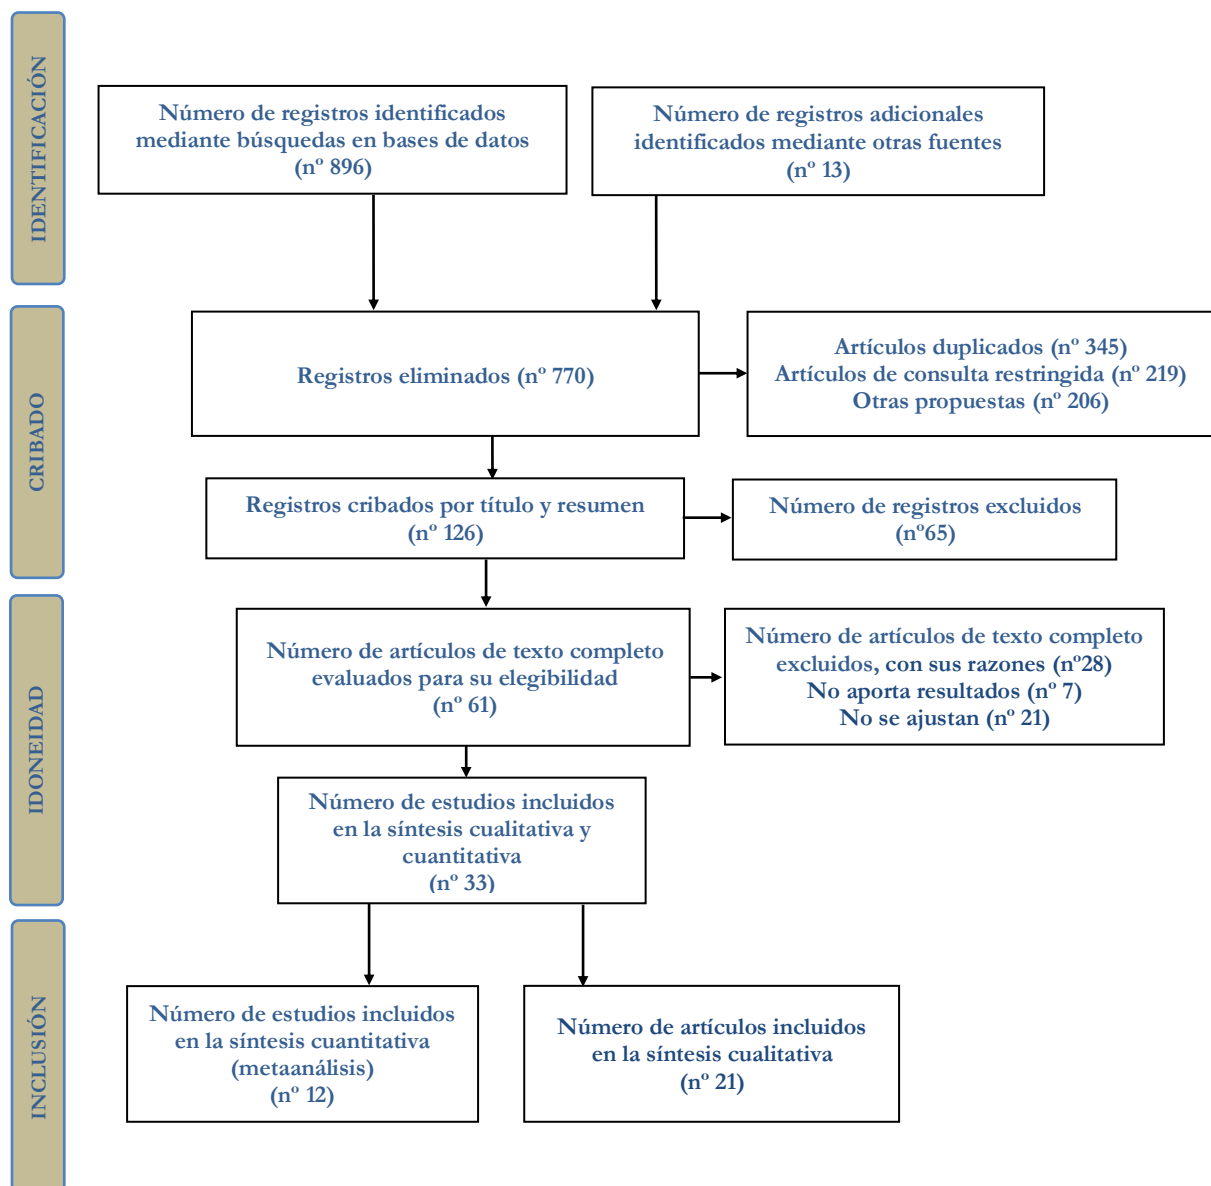 IDENTIFICACIÓN
Número de registros identificados
mediante búsquedas en bases de datos
(nº 896)
Número de registros adicionales
identificados mediante otras fuentes
(nº 13)
CRIBADO
Registros eliminados (nº 770)
Artículos duplicados (nº 345)
Artículos de consulta restringida (nº 219)
Otras propuestas (nº 206)
Registros cribados por título y resumen
(nº 126)
Número de registros excluidos
(nº65)
IDONEIDAD
Número de artículos de texto completo
evaluados para su elegibilidad
(nº 61)
Número de artículos de texto completo
excluidos, con sus razones (nº28)
No aporta resultados (nº 7)
No se ajustan (nº 21)
Número de estudios incluidos
en la síntesis cualitativa y
cuantitativa
(nº 33)
INCLUSIÓN
Número de estudios incluidos
en la síntesis cuantitativa
(metaanálisis)
(nº 12)
Número de artículos incluidos
en la síntesis cualitativa
(nº 21)